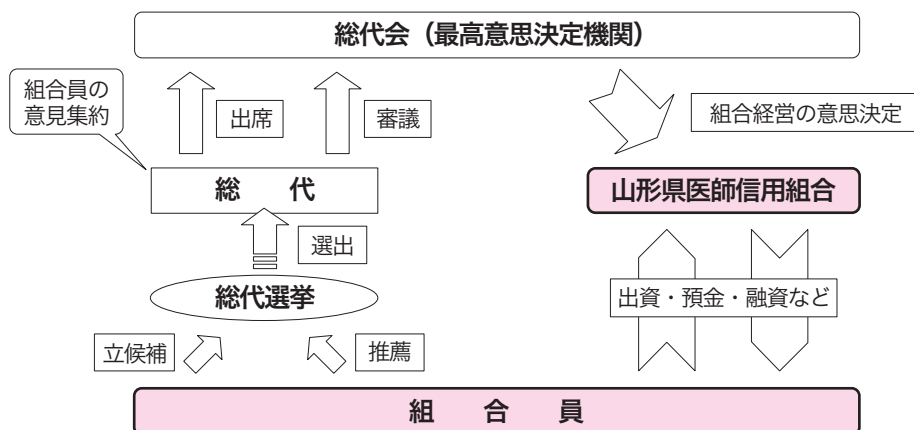 総代会（最高意思決定機関）
組合員の
意見集約
出席
審議
組合経営の意思決定
総　代
山形県医師信用組合
選出
総代選挙
出資・預金・融資など
立候補
推薦
組　合　員